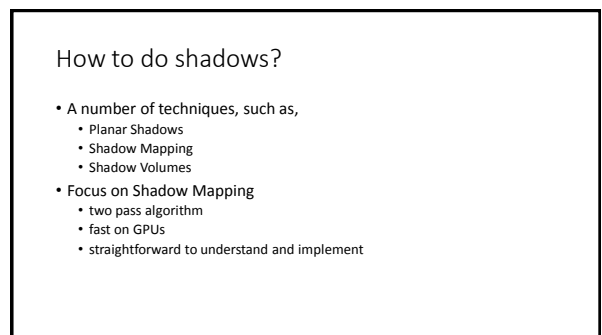 How to do shadows?
• A number of techniques, such as,
• Planar Shadows
• Shadow Mapping
• Shadow Volumes
• Focus on Shadow Mapping
• two pass algorithm
• fast on GPUs
• straightforward to understand and implement